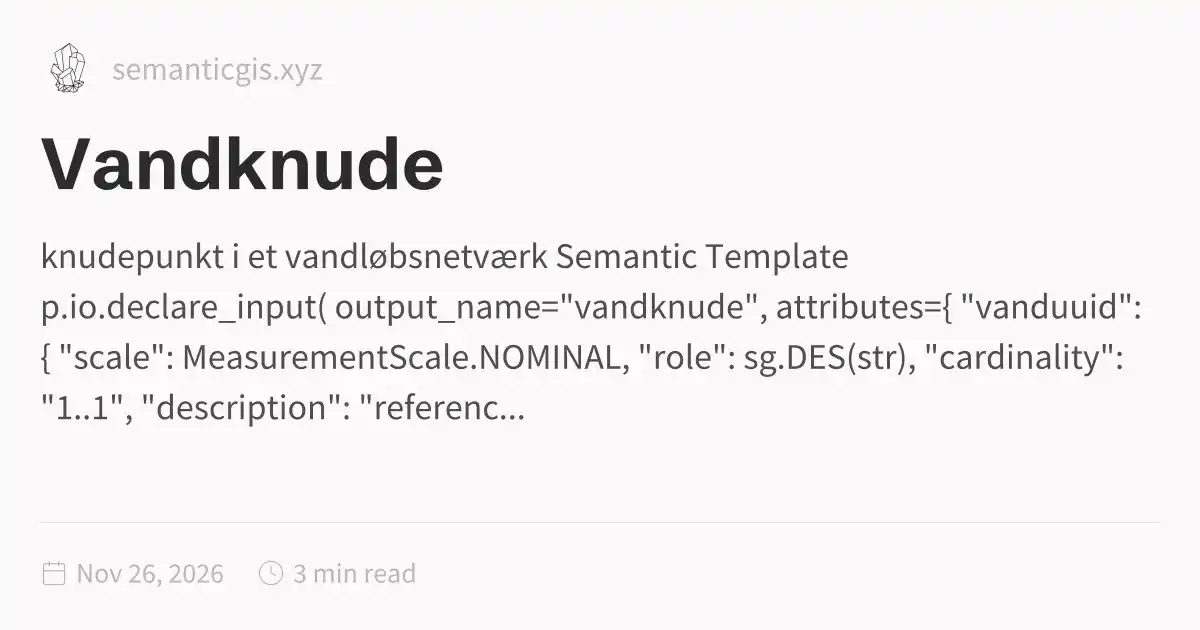 semanticgis.xyz
Vandknude
knudepunkt i et vandløbsnetværk Semantic Template
p.io.declare_input( output_name="vandknude", attributes={ "vanduuid":
{ "scale": MeasurementScale.NOMINAL, "role": sg.DES(str), "cardinality":
"1..1", "description": "referenc...
Nov 26, 2026 3 min read